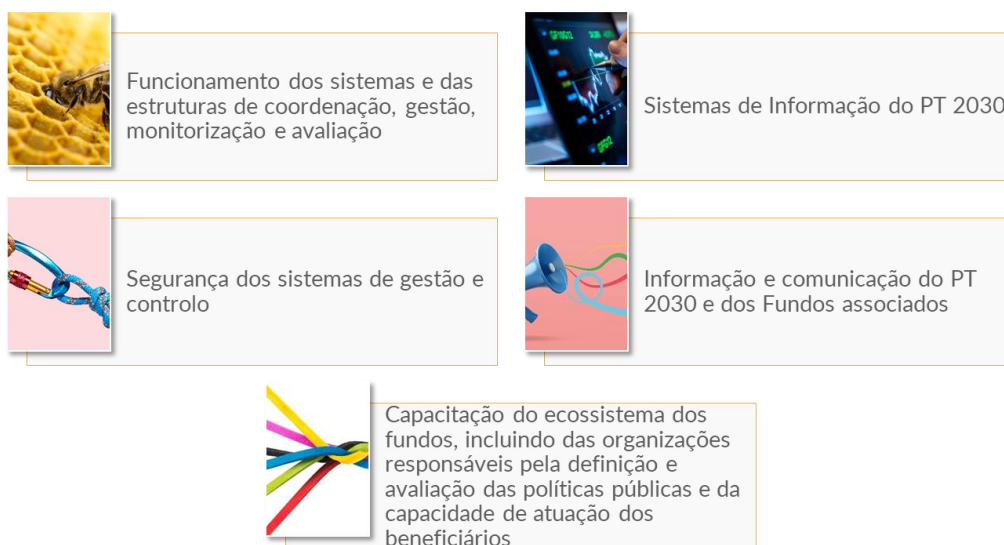 Funcionamento dos sistemas e das
estruturas de coordenação, gestão,
monitorização e avaliação
Sistemas de Informação do PT 2030
Segurança dos sistemas de gestão e
controlo
Informação e comunicação do PT
2030 e dos Fundos associados
Capacitação do ecossistema dos
fundos, incluindo das organizações
responsáveis pela definição e
avaliação das políticas públicas e da
capacidade de atuação dos
beneficiários